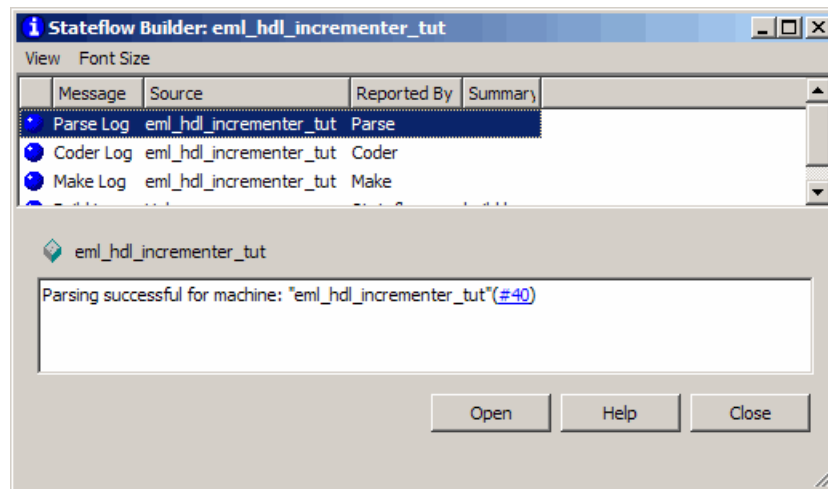 Stateflow Builder: eml_hdl_incrementer_tut
View Font Size
Message Source Reported By Summary
Parse Log eml_hdl_incrementer_tut Parse
Coder Log eml_hdl_incrementer_tut Coder
Make Log eml_hdl_incrementer_tut Make
eml_hdl_incrementer_tut
Parsing successful for machine: "eml_hdl_incrementer_tut"(#40)
Open Help Close